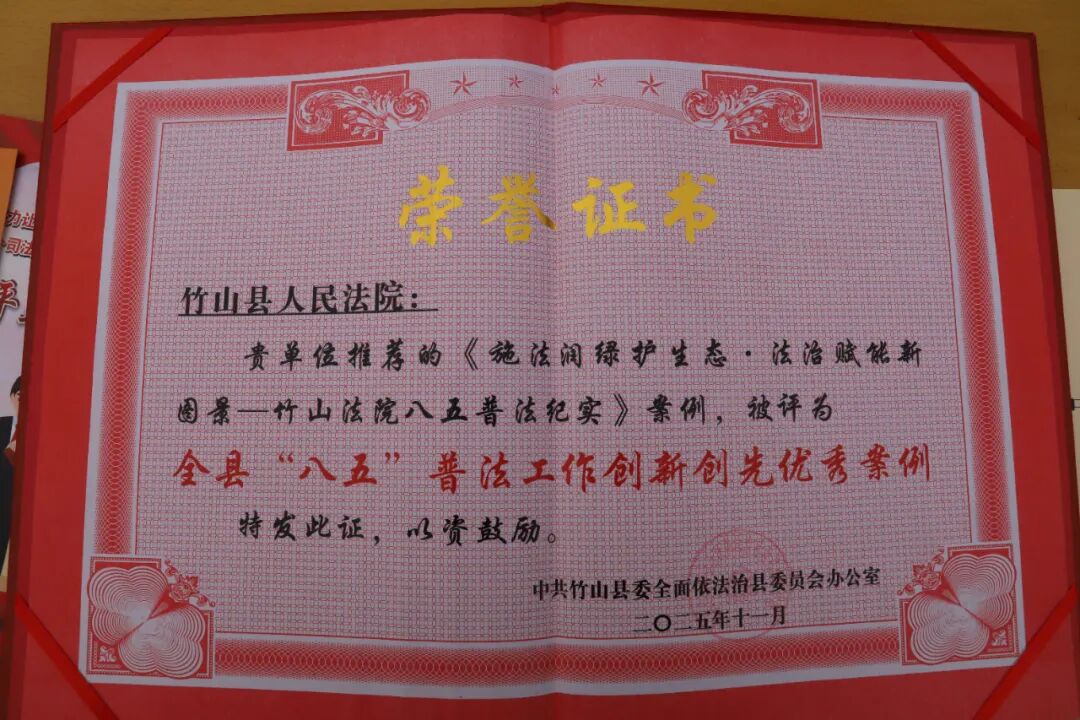 荣誉证书
竹山县人民法院：
贵单位推荐的《施法润绿护生态·法治赋能新
图景—竹山法院八五普法纪实》案例，被评为
全县“八五”普法工作创新创先优秀案例
特发此证，以资鼓励。
中共竹山县委全面依法治县委员会办公室
二〇二五年十一月
力让
司法